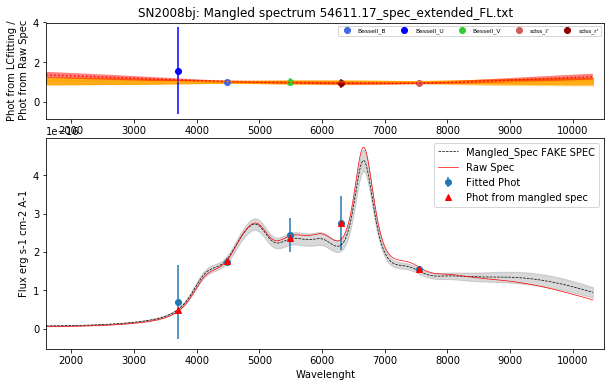 SN2008bj: Mangled spectrum 54611.17_spec_extended_FL.txt
Phot from LCfitting /
Phot from Raw Spec
4
2
0
Bessell_B
Bessell_U
Bessell_V
sdss_i'
sdss_r'
2000 3000 4000 5000 6000 7000 8000 9000 10000
1e−16
Flux erg s-1 cm-2 A-1
4
3
2
1
0
Mangled_Spec FAKE SPEC
Raw Spec
Fitted Phot
Phot from mangled spec
2000 3000 4000 5000 6000 7000 8000 9000 10000
Wavelenght